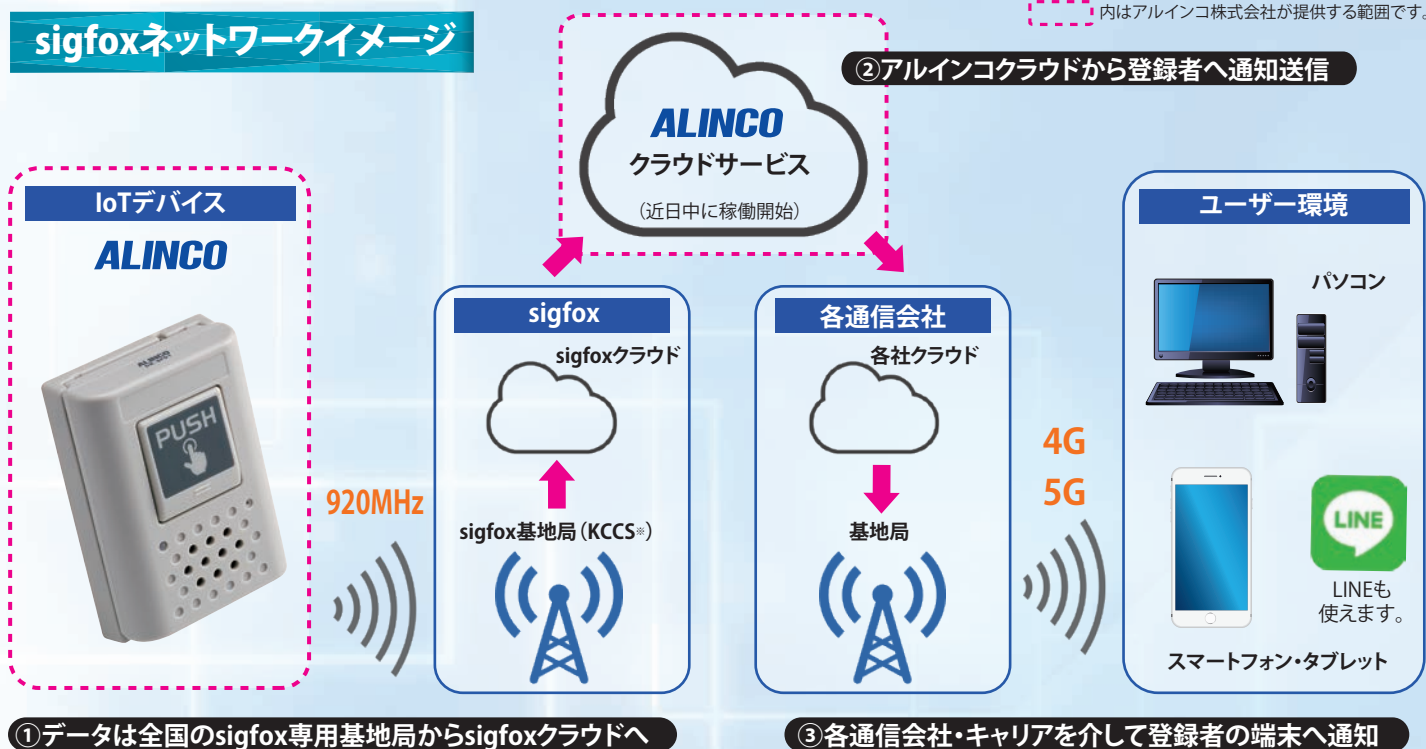 sigfoxネットワークイメージ
内はアルインコ株式会社が提供する範囲です。
②アルインコクラウドから登録者へ通知送信
ALINCO
クラウドサービス
(近日中に稼働開始)
IoTデバイス
ALINCO
ALINCO
PUSH
920MHz
sigfox
sigfoxクラウド
sigfox基地局(KCCS※)
各通信会社
各社クラウド
基地局
4G
5G
ユーザー環境
パソコン
LINE
LINEも
使えます。
スマートフォン・タブレット
①データは全国のsigfox専用基地局からsigfoxクラウドへ
③各通信会社・キャリアを介して登録者の端末へ通知